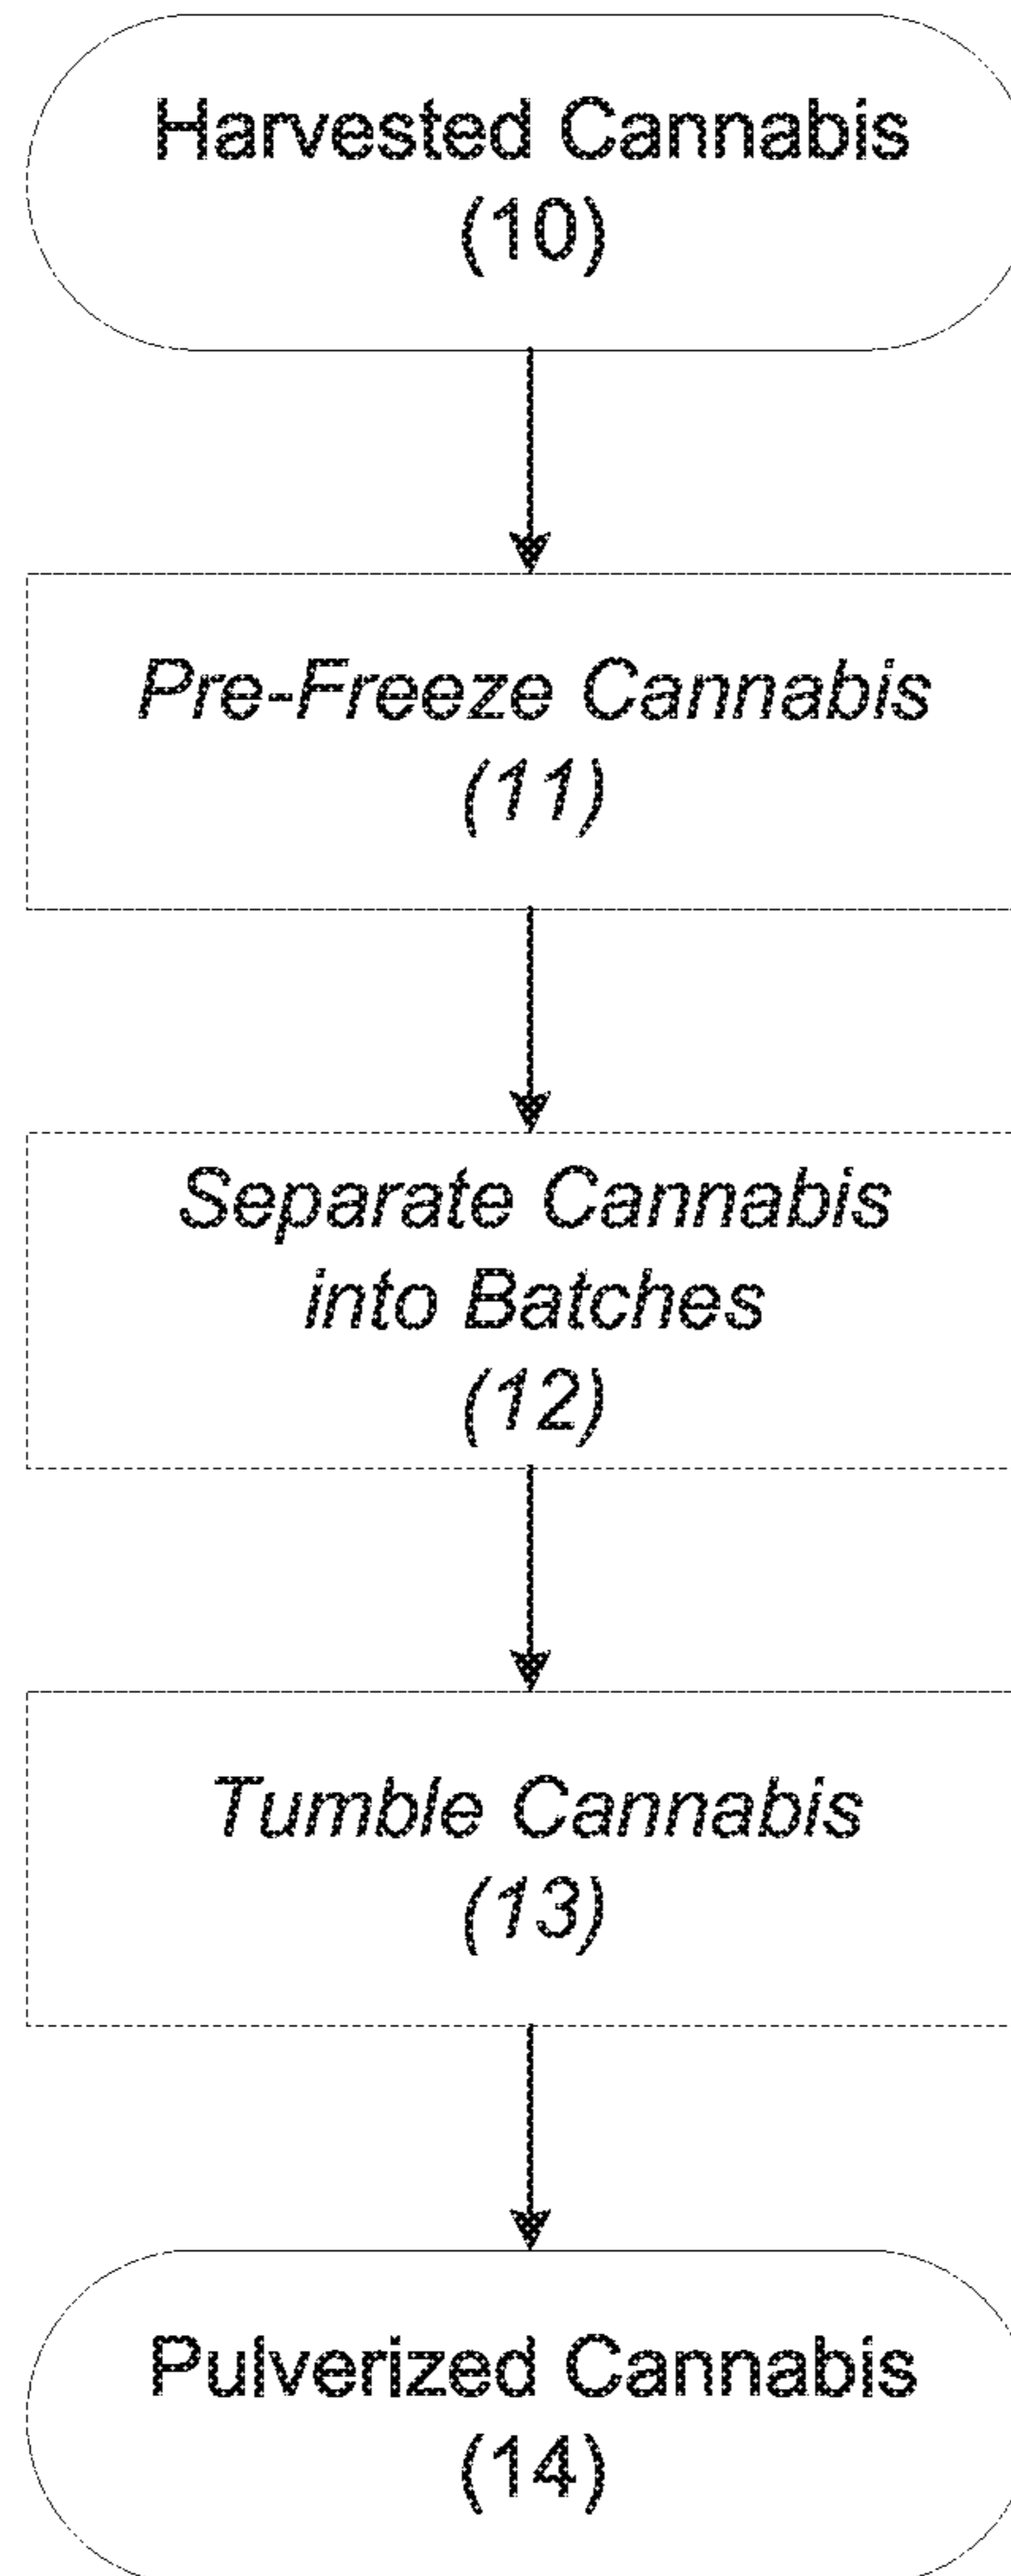 Harvested Cannabis
(10)
Pre-Freeze Cannabis
(11)
Separate Cannabis
into Batches
(12)
Tumble Cannabis
(13)
Pulverized Cannabis
(14)